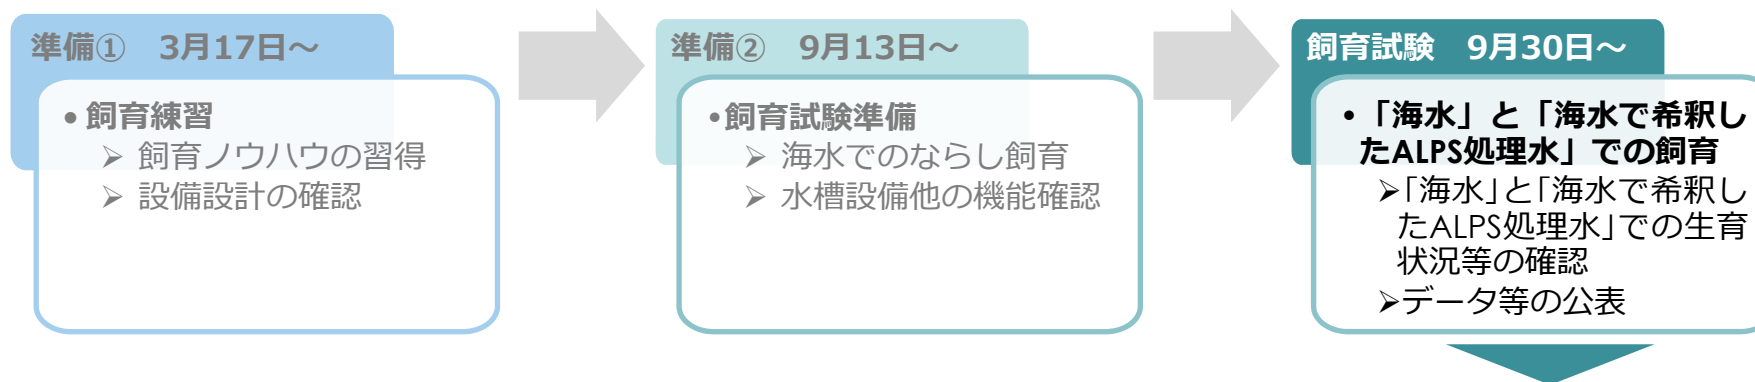 準備①　3月17日～
• 飼育練習
➢ 飼育ノウハウの習得
➢ 設備設計の確認
準備②　9月13日～
•飼育試験準備
➢ 海水でのならし飼育
➢ 水槽設備他の機能確認
飼育試験　9月30日～
•「海水」と「海水で希釈し
たALPS処理水」での飼育
➢｢海水｣と｢海水で希釈し
たALPS処理水｣での生育
状況等の確認
➢データ等の公表